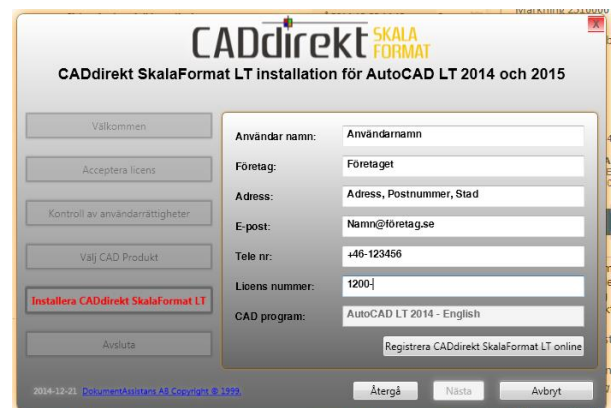 Märkning 2510000
CADdirekt SKALA
FORMAT
X
CADdirekt SkalaFormat LT installation för AutoCAD LT 2014 och 2015
Välkommen
Acceptera licens
Kontroll av användarrättigheter
Välj CAD Produkt
Installera CADdirekt SkalaFormat LT
Avsluta
Användar namn: Användarnamn
Företag: Företaget
Adress: Adress, Postnummer, Stad
E-post: Namn@företag.se
Tele nr: +46-123456
Licens nummer: 1200-
CAD program: AutoCAD LT 2014 - English
Registrera CADdirekt SkalaFormat LT online
2014-12-21 DokumentAssistans AB Copyright © 1999.
Återgå Nästa Avbryt